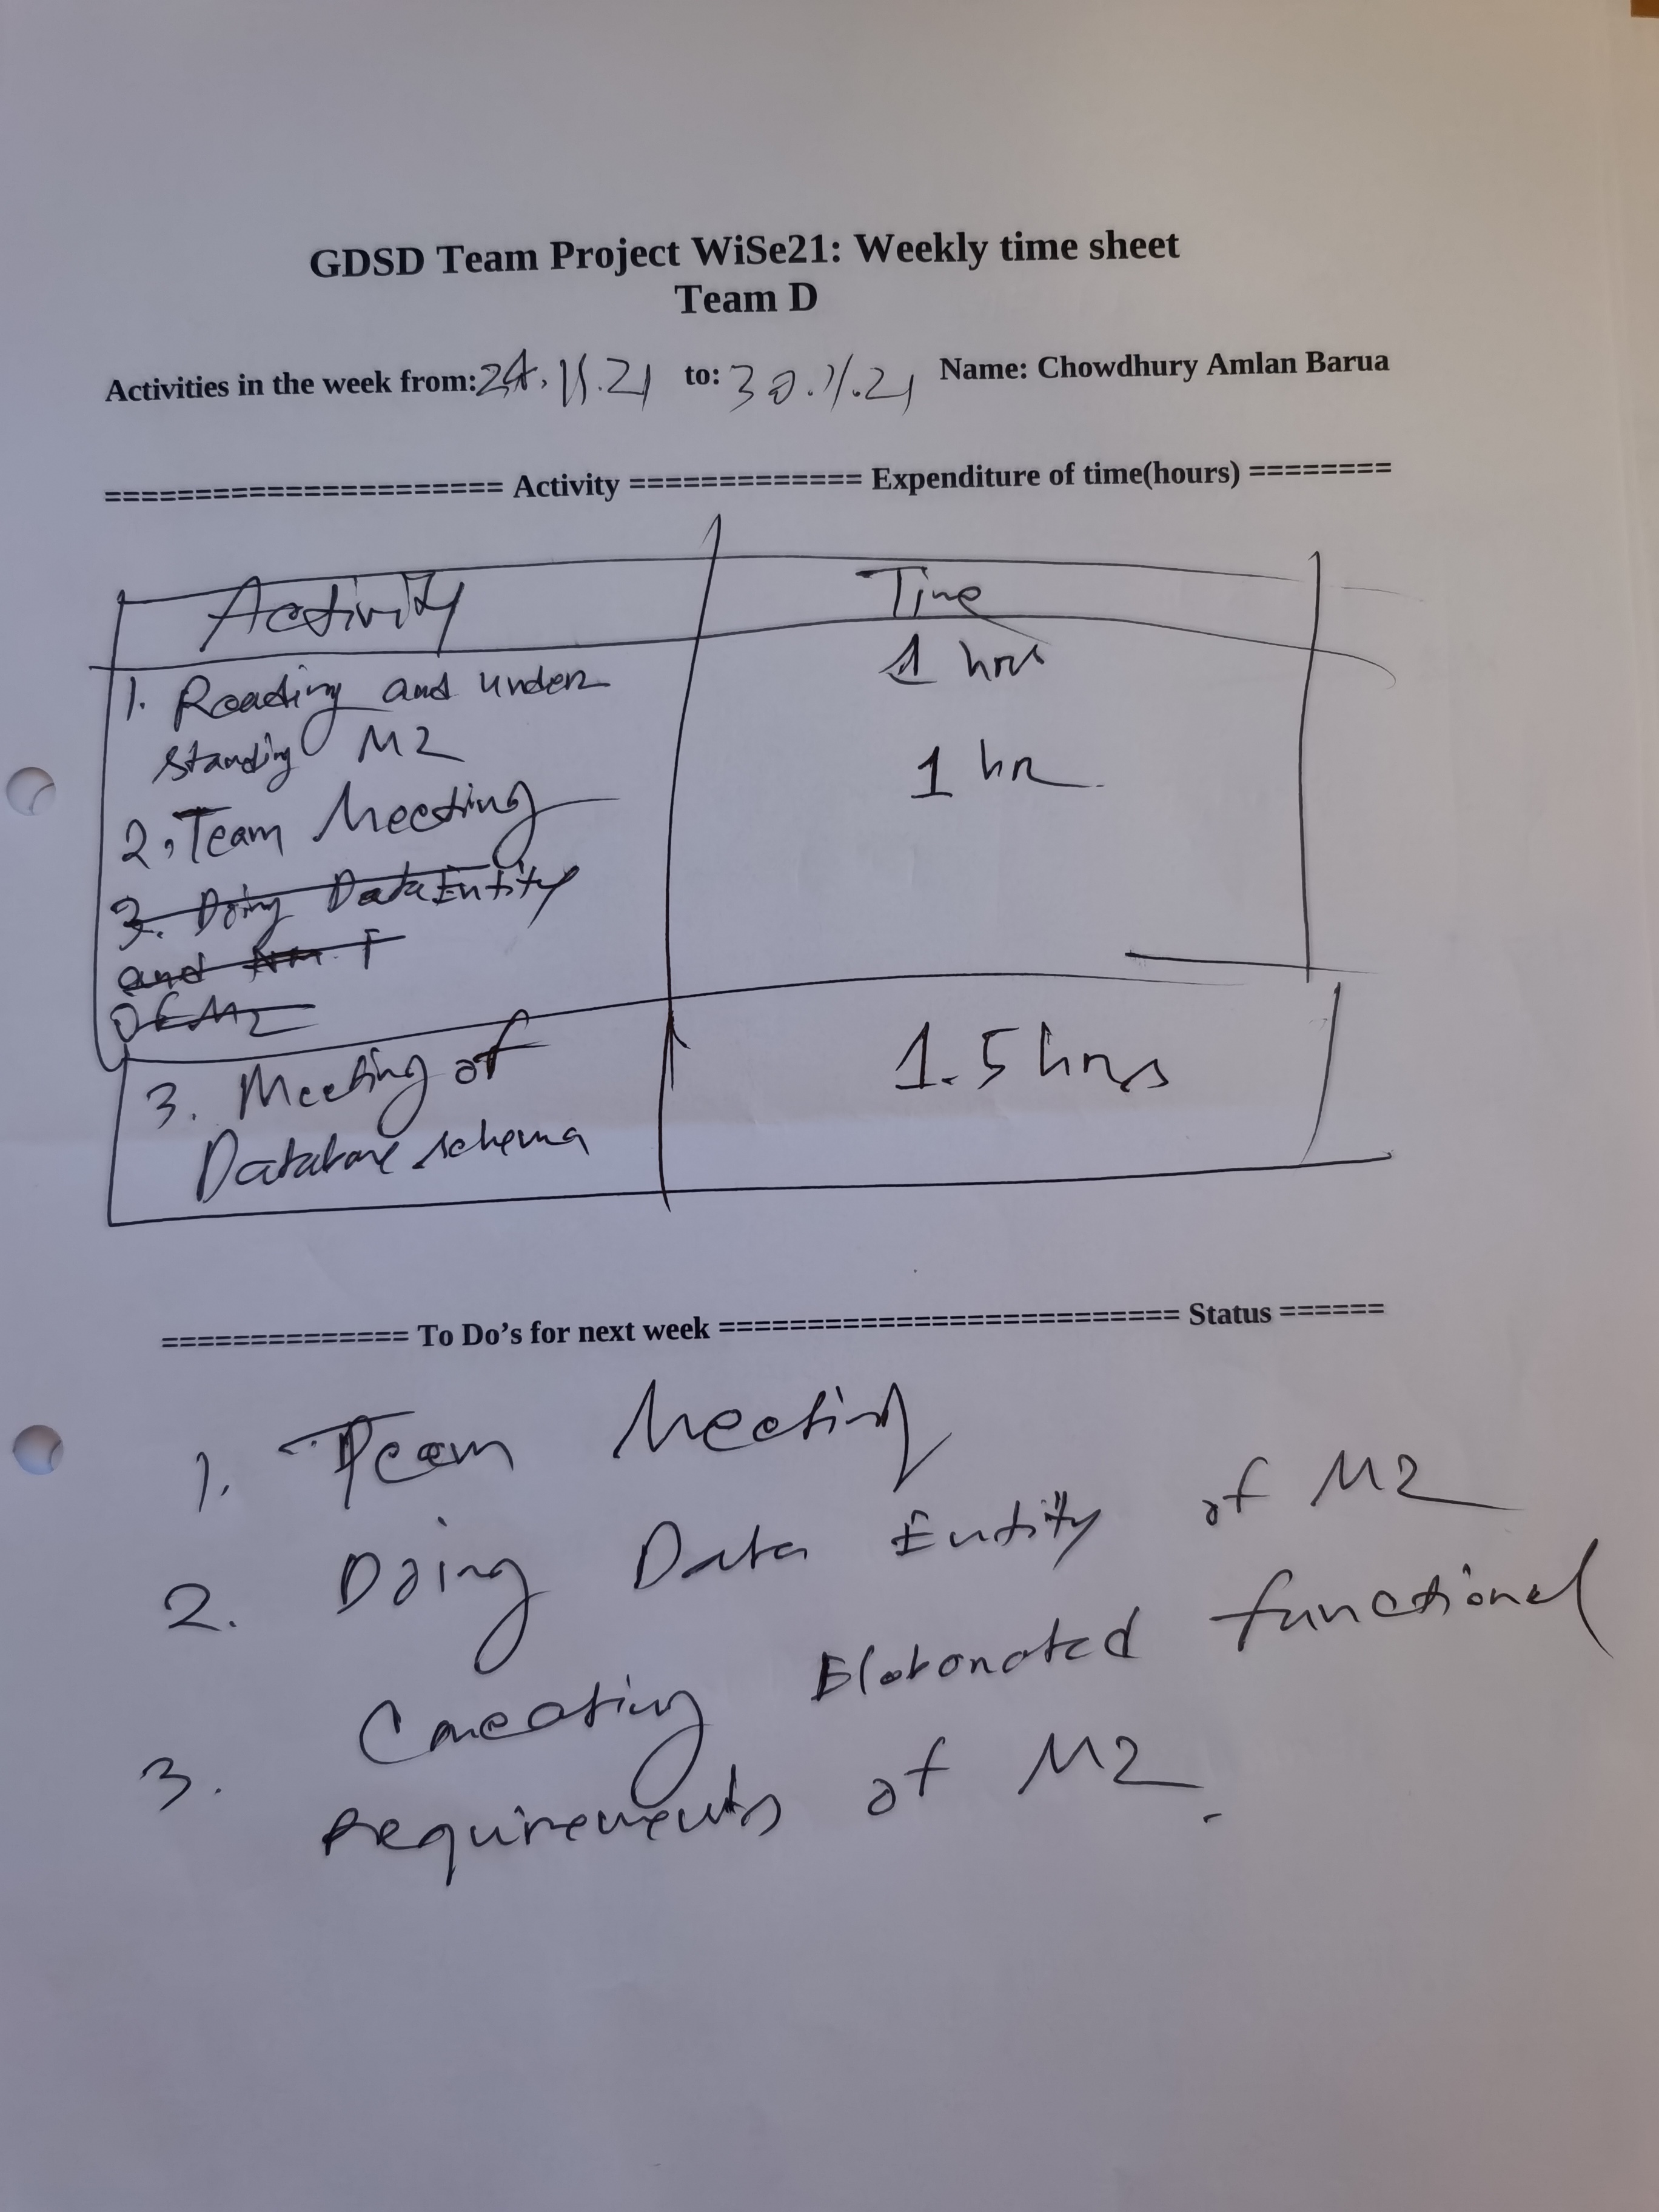 GDSD Team Project WiSe21: Weekly time sheet
Team D
Activities in the week from: 24.11.21 to: 30.11.21 Name: Chowdhury Amlan Barua
====================== Activity ============= Expenditure of time(hours) ========
Activity Time
1. Reading and under 1 hrs
standing M2 1 hr
2. Team Meeting
3. Doing Data Entity
and
of M2
3. Meeting of 1.5 hrs
Database schema
============== To Do’s for next week ========================== Status ======
1. Team Meeting
2. Doing Data Entity of M2
3. Creating Elaborated functional
requirements of M2.